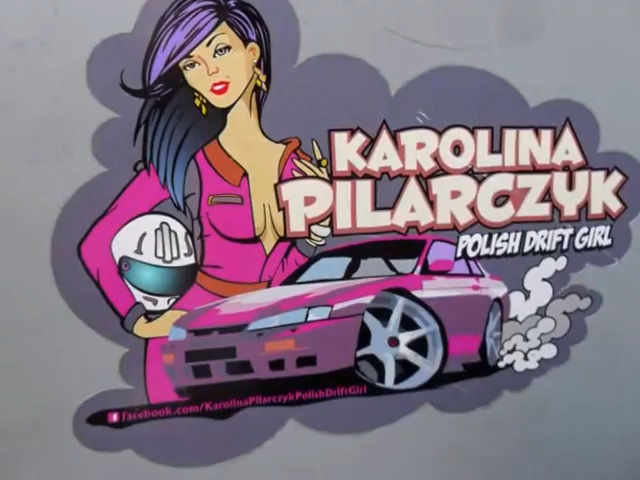 KAROLINA
PILARCZYK
POLISH DRIFT GIRL
f facebook.com/KarolinaPilarczykPolishDriftGirl